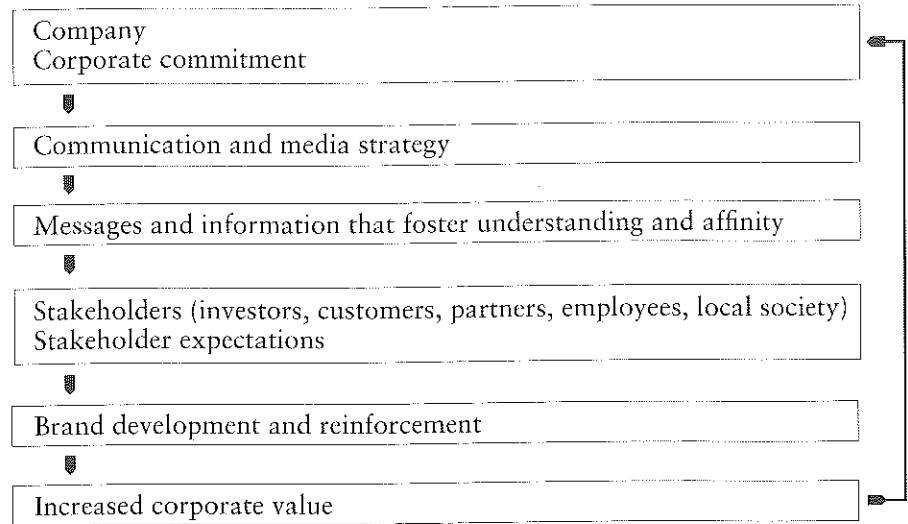 Company
Corporate commitment
Communication and media strategy
Messages and information that foster understanding and affinity
Stakeholders (investors, customers, partners, employees, local society)
Stakeholder expectations
Brand development and reinforcement
Increased corporate value